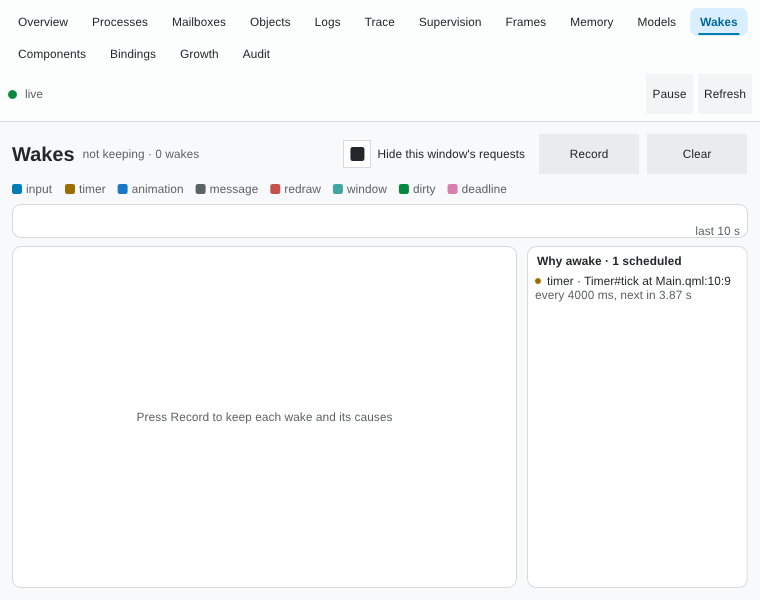 Overview Processes Mailboxes Objects Logs Trace Supervision Frames Memory Models Wakes
Components Bindings Growth Audit
live Pause Refresh
Wakes not keeping · 0 wakes Hide this window's requests Record Clear
input timer animation message redraw window dirty deadline
last 10 s
Why awake · 1 scheduled
timer · Timer#tick at Main.qml:10:9
every 4000 ms, next in 3.87 s
Press Record to keep each wake and its causes